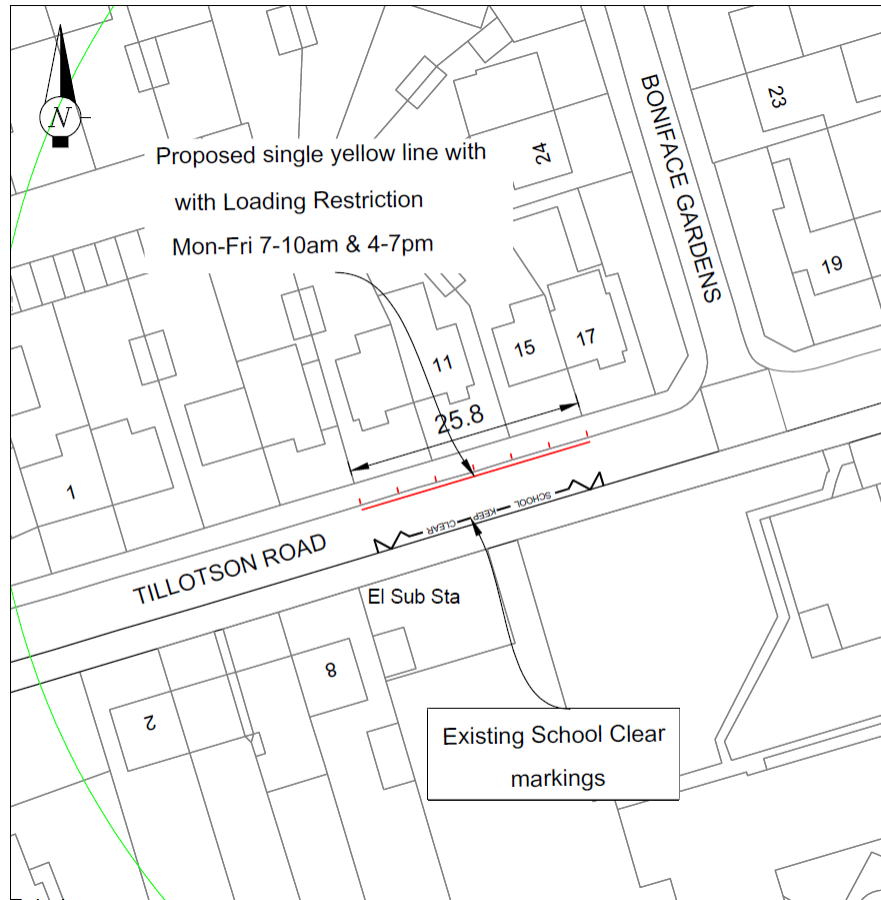 N
Proposed single yellow line with
with Loading Restriction
Mon-Fri 7-10am & 4-7pm
BONIFACE GARDENS
23
24
19
11
15
17
25.8
1
SCHOOL KEEP CLEAR
TILLOTSON ROAD
El Sub Sta
8
2
Existing School Clear
markings